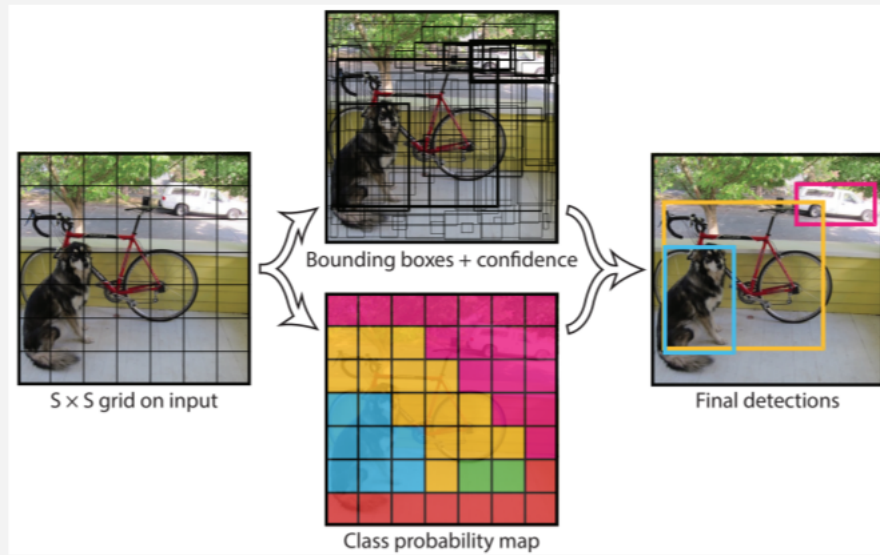 Bounding boxes + confidence
S × S grid on input
Final detections
Class probability map